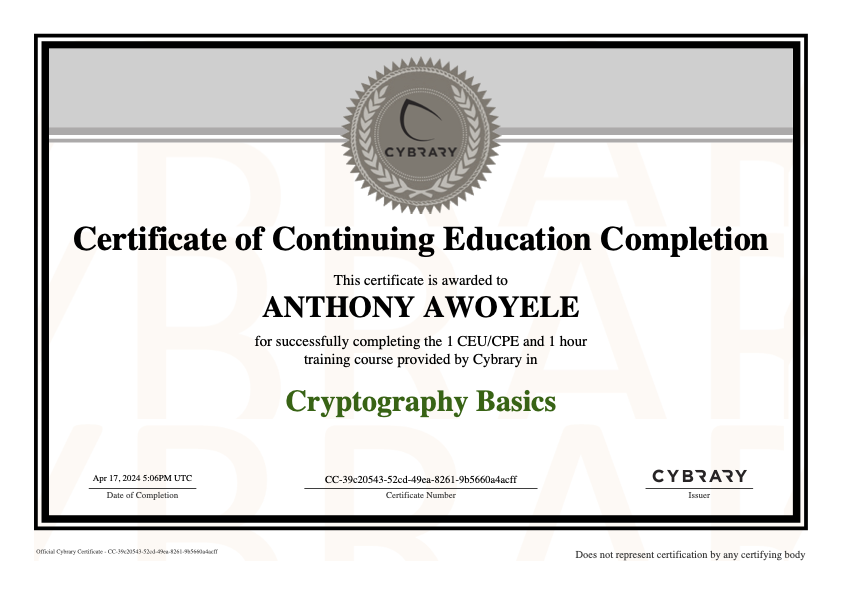 CYBRARY
Certificate of Continuing Education Completion
This certificate is awarded to
ANTHONY AWOYELE
for successfully completing the 1 CEU/CPE and 1 hour
training course provided by Cybrary in
Cryptography Basics
Apr 17, 2024 5:06PM UTC
Date of Completion
CC-39c20543-52cd-49ea-8261-9b5660a4acff
Certificate Number
CYBRARY
Issuer
Official Cybrary Certificate - CC-39c20543-52cd-49ea-8261-9b5660a4acff
Does not represent certification by any certifying body